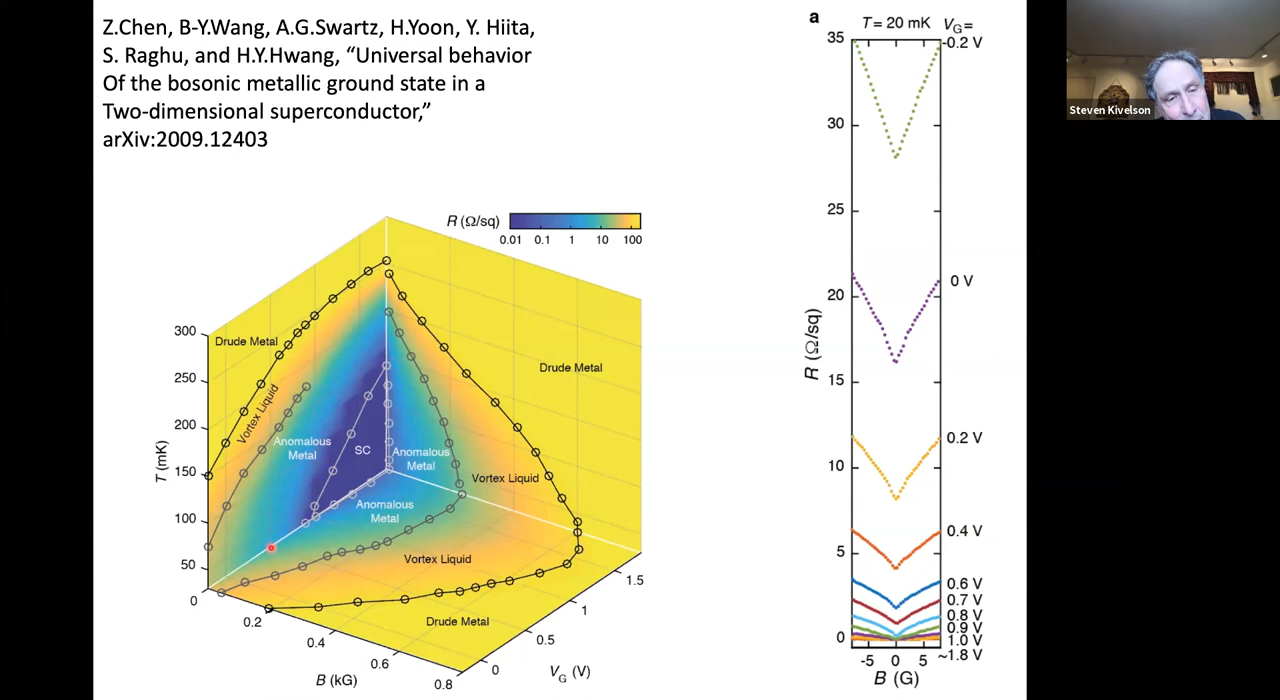 Z.Chen, B-Y.Wang, A.G.Swartz, H.Yoon, Y. Hiita,
S. Raghu, and H.Y.Hwang, “Universal behavior
Of the bosonic metallic ground state in a
Two-dimensional superconductor,”
arXiv:2009.12403
R (Ω/sq)
0.01 0.1 1 10 100
300
250
200
150
100
50
0
T (mK)
Drude Metal
Vortex Liquid
Anomalous
Metal
SC
Anomalous
Metal
Anomalous
Metal
Drude Metal
Vortex Liquid
Vortex Liquid
Drude Metal
0.2
0.4
0.6
0.8
B (kG)
0
0.5
1
1.5
V_G (V)
a
T = 20 mK V_G =
35
30
25
20
15
10
5
0
R (Ω/sq)
-0.2 V
0 V
0.2 V
0.4 V
0.6 V
0.7 V
0.8 V
0.9 V
1.0 V
~1.8 V
-5 0 5
B (G)
Steven Kivelson